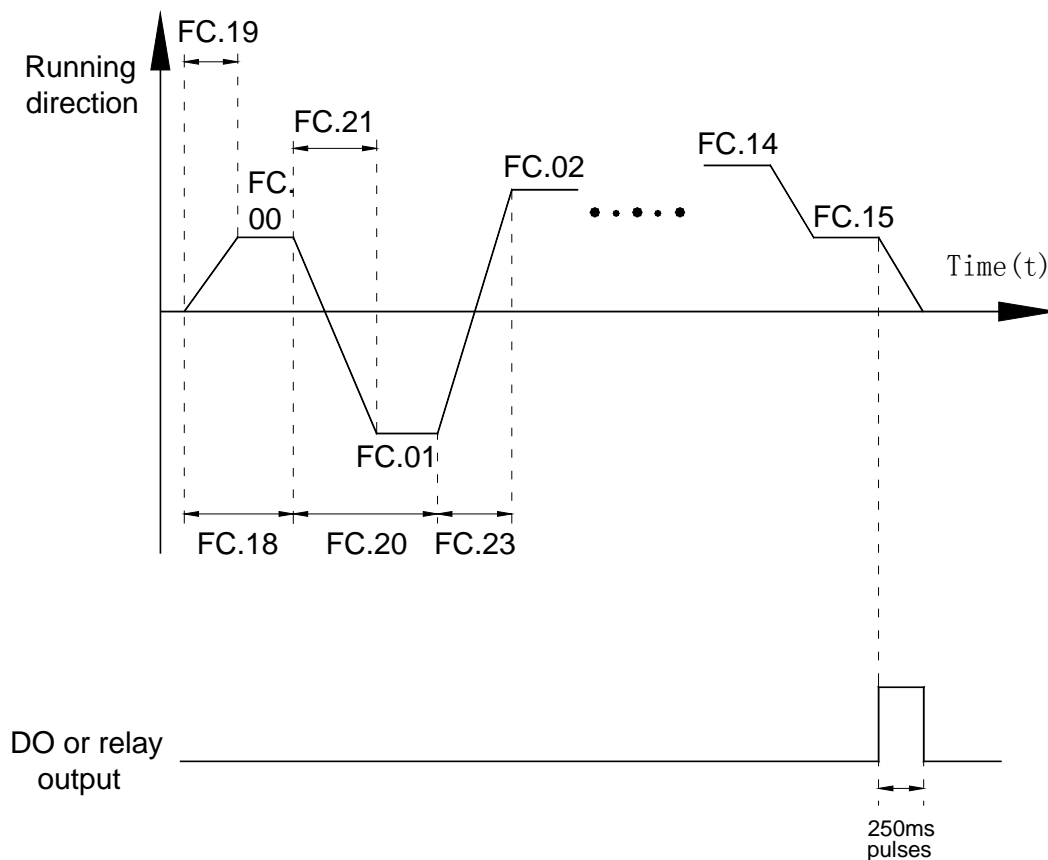 FC.19
Running
direction
FC.21
FC.14
FC.02
FC.
00
FC.15
Time(t)
FC.01
FC.18
FC.20
FC.23
DO or relay
output
250ms
pulses